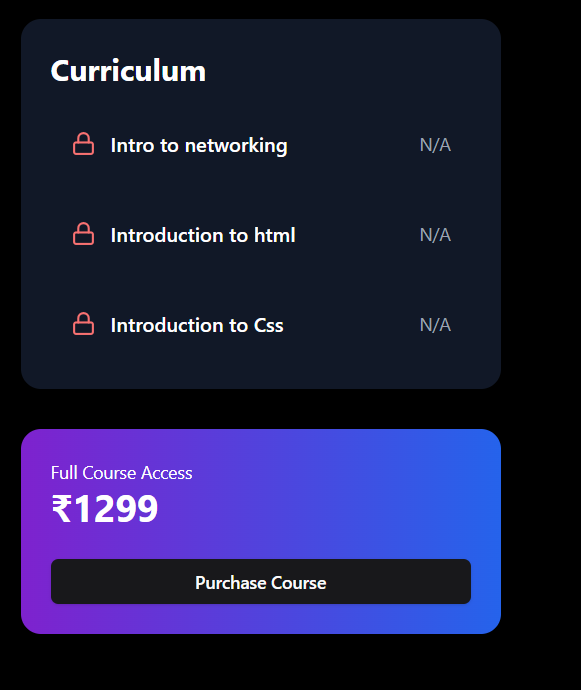 Curriculum
Intro to networking N/A
Introduction to html N/A
Introduction to Css N/A
Full Course Access
₹1299
Purchase Course